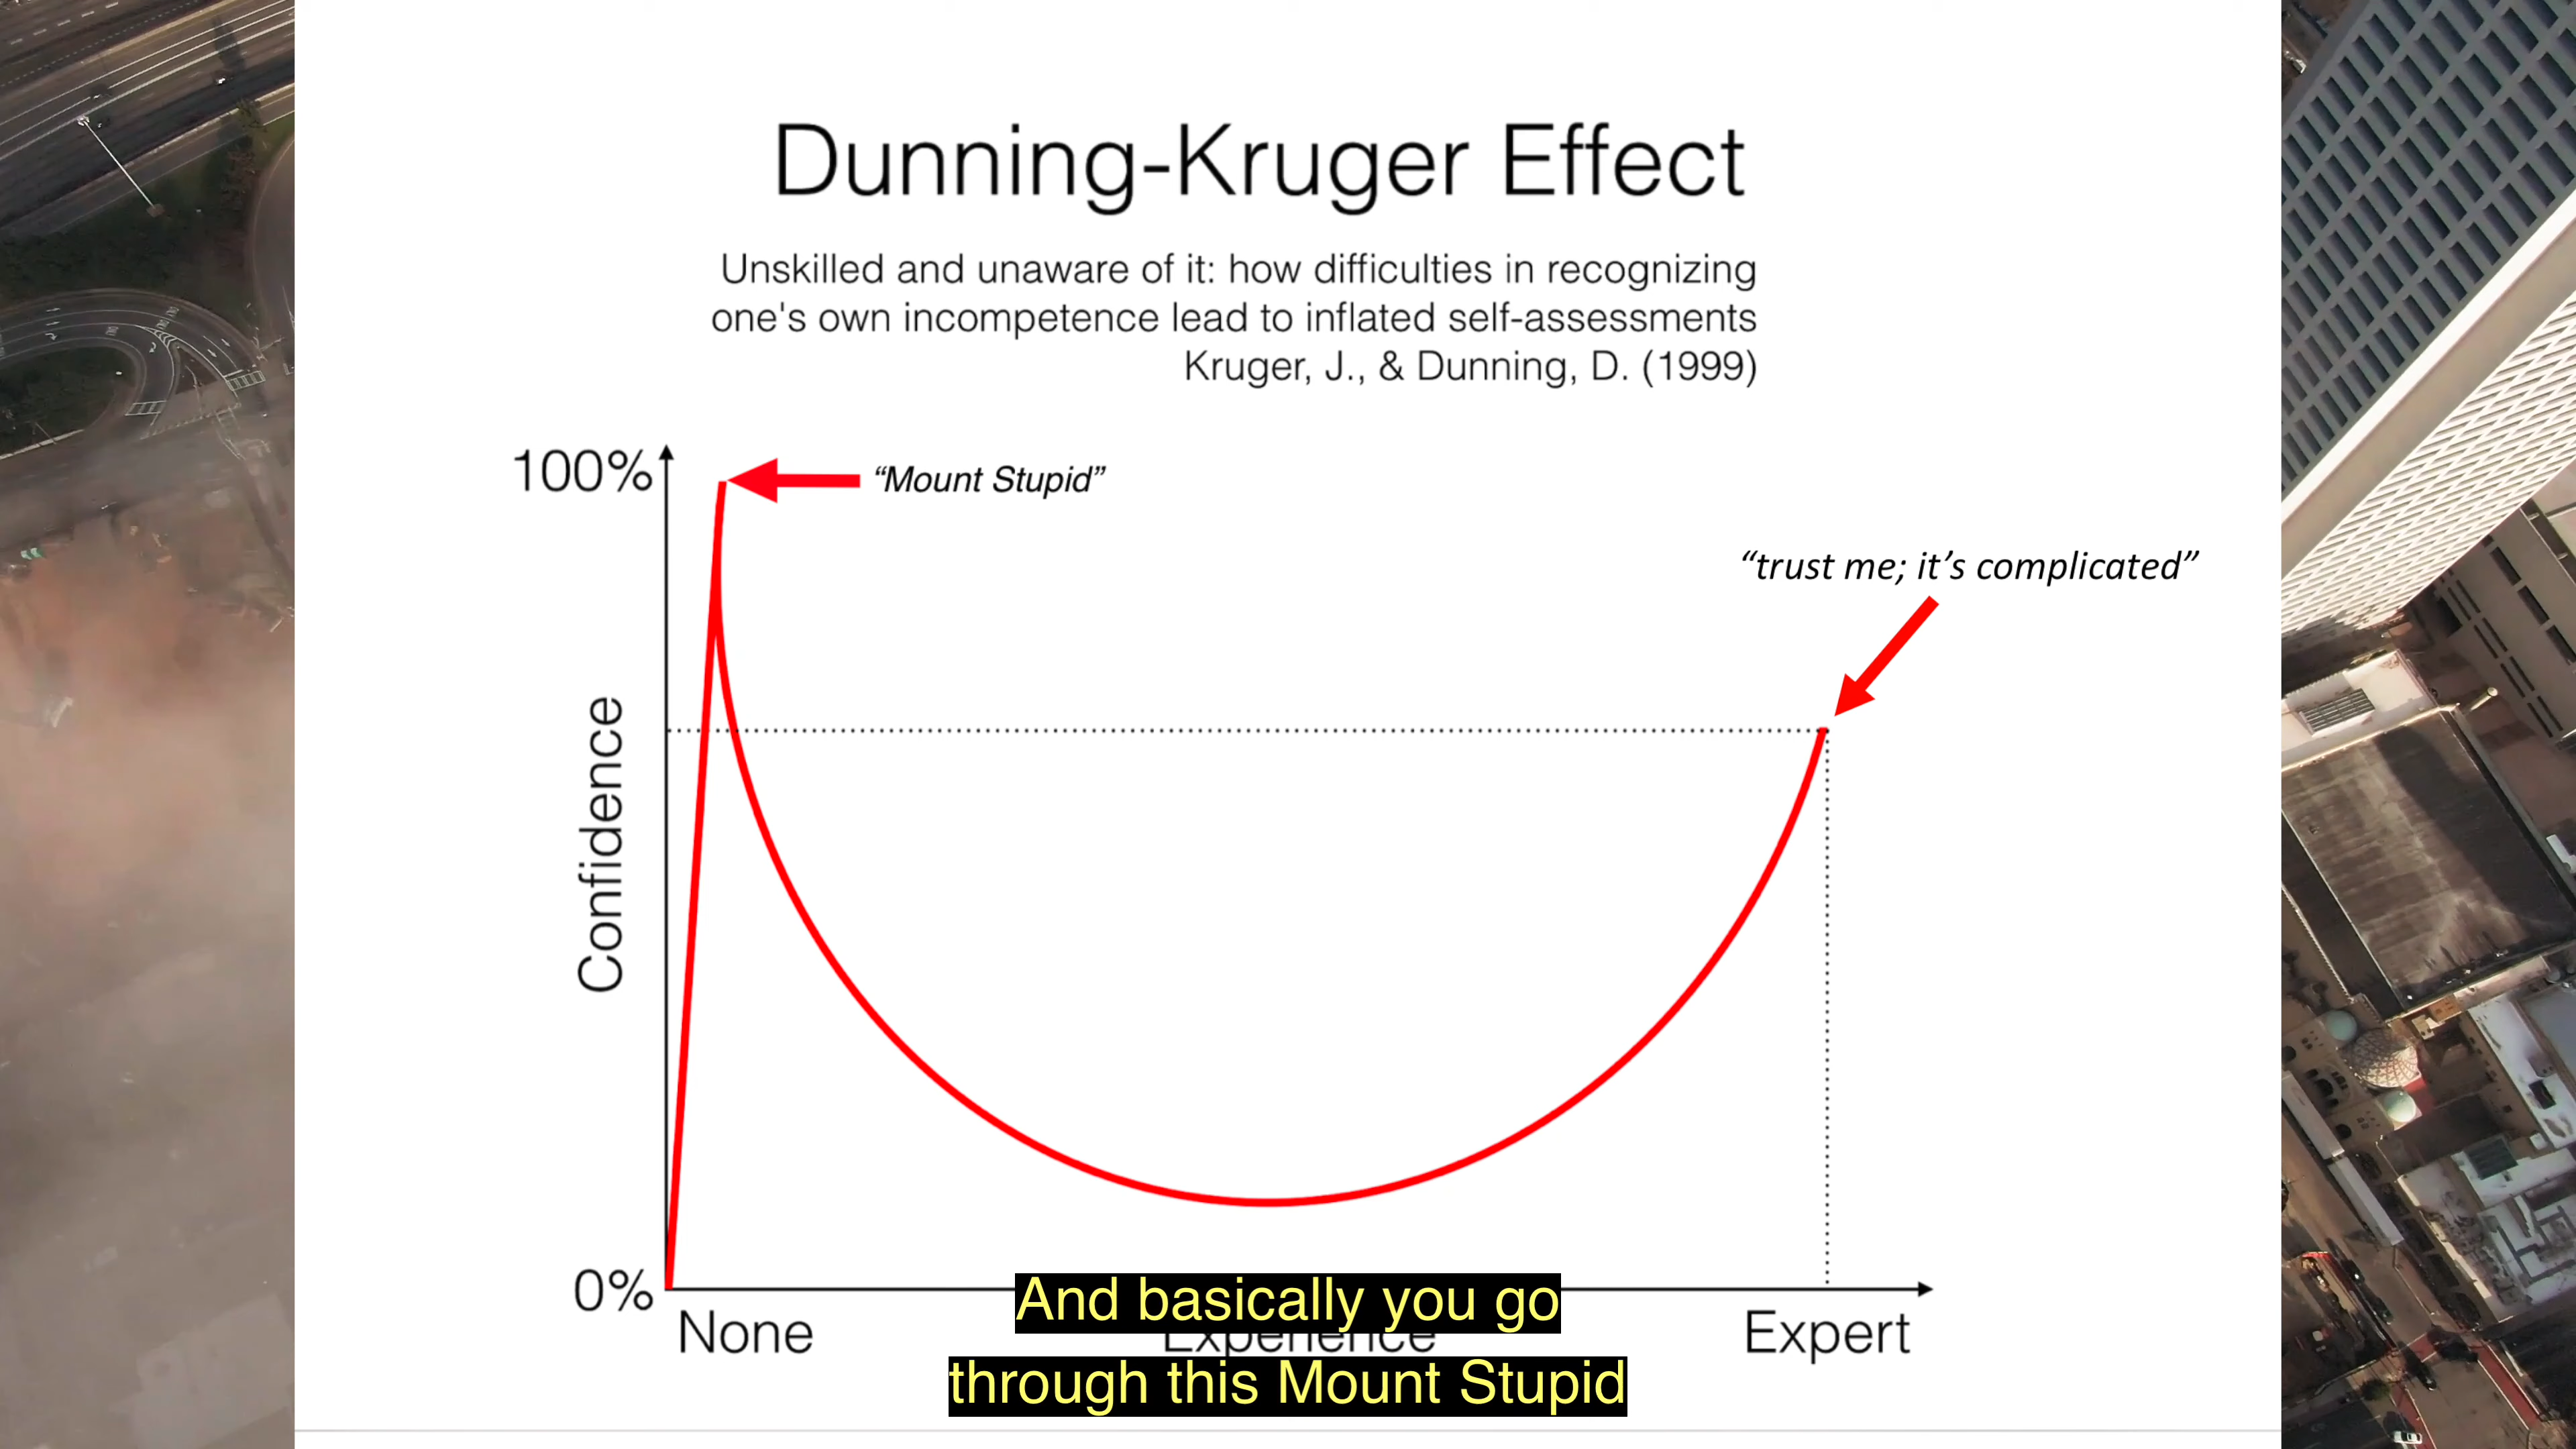 Dunning-Kruger Effect
Unskilled and unaware of it: how difficulties in recognizing
one's own incompetence lead to inflated self-assessments
Kruger, J., & Dunning, D. (1999)
100%
“Mount Stupid”
“trust me; it’s complicated”
Confidence
0%
None
Experience
Expert
And basically you go
through this Mount Stupid